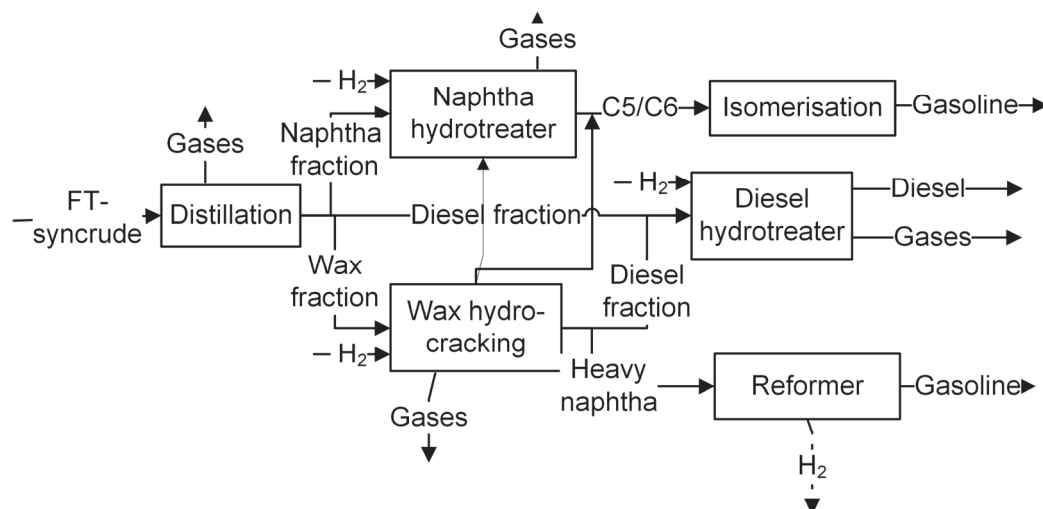 Gases
H2
Naphtha
hydrotreater
C5/C6
Isomerisation
Gasoline
Gases
Naphtha
fraction
FT-
syncrude
Distillation
Diesel fraction
H2
Diesel
hydrotreater
Diesel
Gases
Wax
fraction
Diesel
fraction
Wax hydro-
cracking
H2
Heavy
naphtha
Reformer
Gasoline
Gases
H2